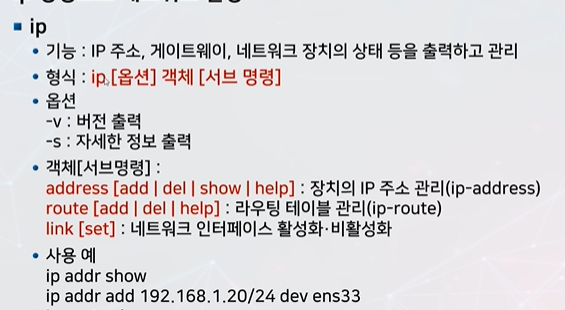 ip
• 기능 : IP 주소, 게이트웨이, 네트워크 장치의 상태 등을 출력하고 관리
• 형식 : ip [옵션] 객체 [서브 명령]
• 옵션
-v : 버전 출력
-s : 자세한 정보 출력
• 객체[서브명령] :
address [add | del | show | help] : 장치의 IP 주소 관리(ip-address)
route [add | del | help] : 라우팅 테이블 관리(ip-route)
link [set] : 네트워크 인터페이스 활성화·비활성화
• 사용 예
ip addr show
ip addr add 192.168.1.20/24 dev ens33